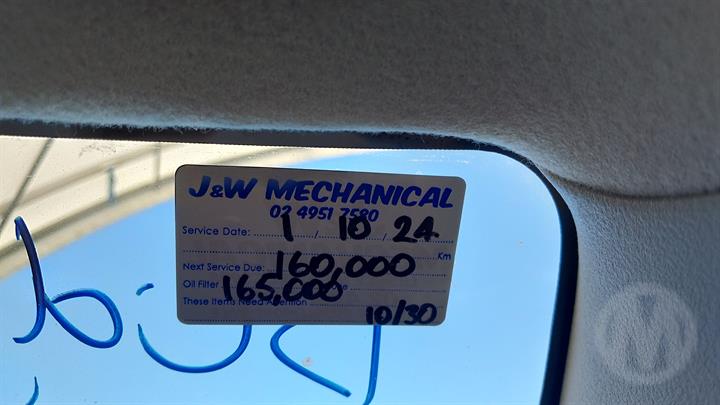 J&W MECHANICAL
02 4951 7580
Service Date: 1 / 10 / 24
Km
Next Service Due: 160,000
Oil Filter 165,000
These Items Need Attention
10/30
M